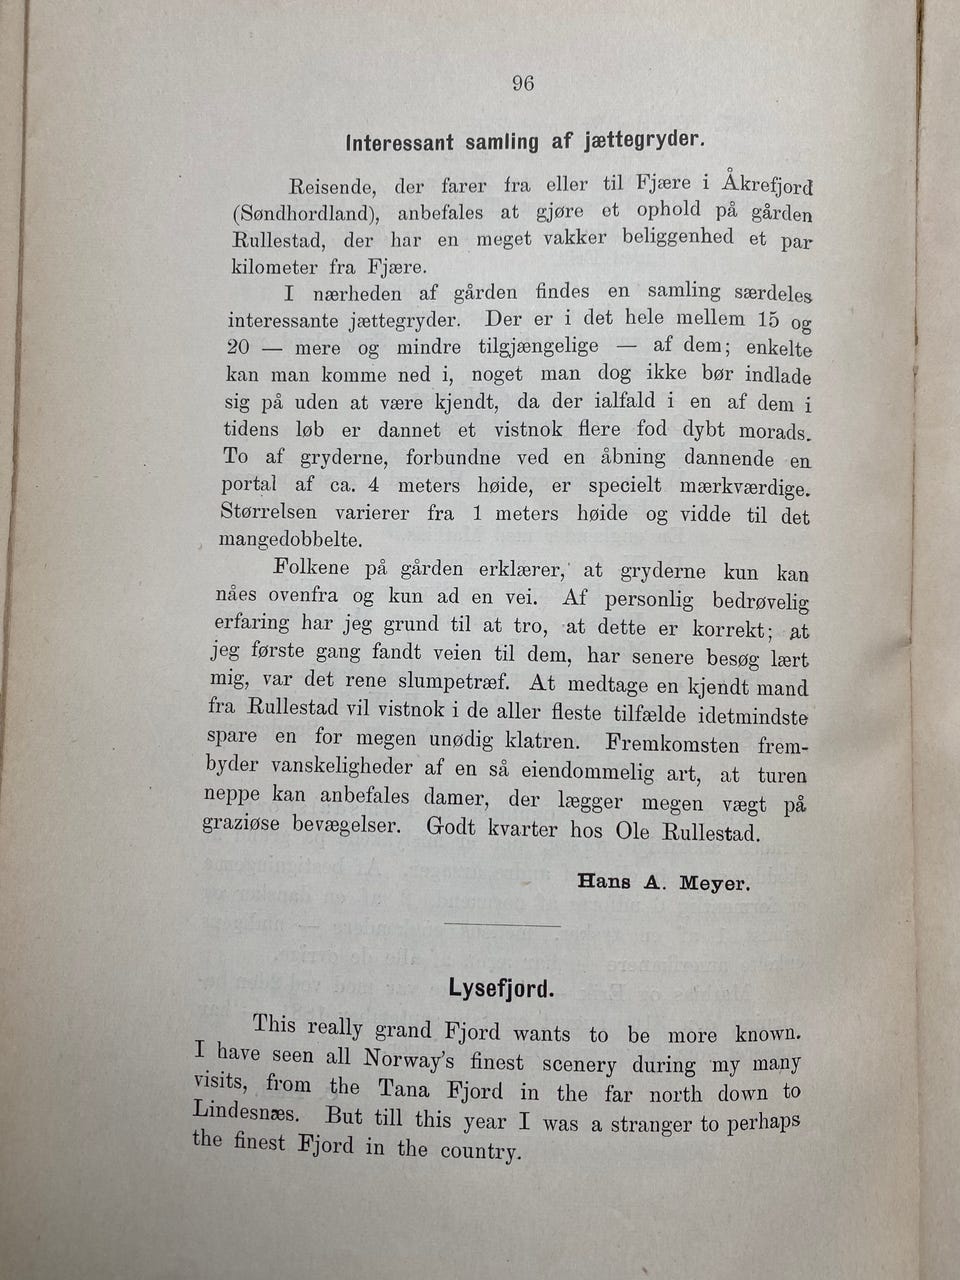 96
Interessant samling af jættegryder.
Reisende, der farer fra eller til Fjære i Åkrefjord
(Søndhordland), anbefales at gjøre et ophold på gården
Rullestad, der har en meget vakker beliggenhed et par
kilometer fra Fjære.
I nærheden af gården findes en samling særdeles
interessante jættegryder. Der er i det hele mellem 15 og
20 — mere og mindre tilgjængelige — af dem; enkelte
kan man komme ned i, noget man dog ikke bør indlade
sig på uden at være kjendt, da der ialfald i en af dem i
tidens løb er dannet et vistnok flere fod dybt morads.
To af gryderne, forbundne ved en åbning dannende en
portal af ca. 4 meters høide, er specielt mærkværdige.
Størrelsen varierer fra 1 meters høide og vidde til det
mangedobbelte.
Folkene på gården erklærer, at gryderne kun kan
nåes ovenfra og kun ad en vei. Af personlig bedrøvelig
erfaring har jeg grund til at tro, at dette er korrekt; at
jeg første gang fandt veien til dem, har senere besøg lært
mig, var det rene slumpetræf. At medtage en kjendt mand
fra Rullestad vil vistnok i de aller fleste tilfælde idetmindste
spare en for megen unødig klatren. Fremkomsten frem-
byder vanskeligheder af en så eiendommelig art, at turen
neppe kan anbefales damer, der lægger megen vægt på
graziøse bevægelser. Godt kvarter hos Ole Rullestad.
Hans A. Meyer.
Lysefjord.
This really grand Fjord wants to be more known.
I have seen all Norway's finest scenery during my many
visits, from the Tana Fjord in the far north down to
Lindesnæs. But till this year I was a stranger to perhaps
the finest Fjord in the country.